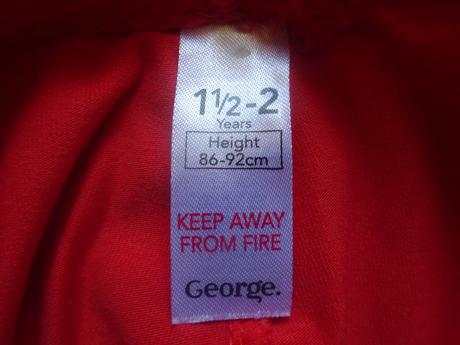 1½-2
Years
Height
86-92cm
KEEP AWAY
FROM FIRE
George.